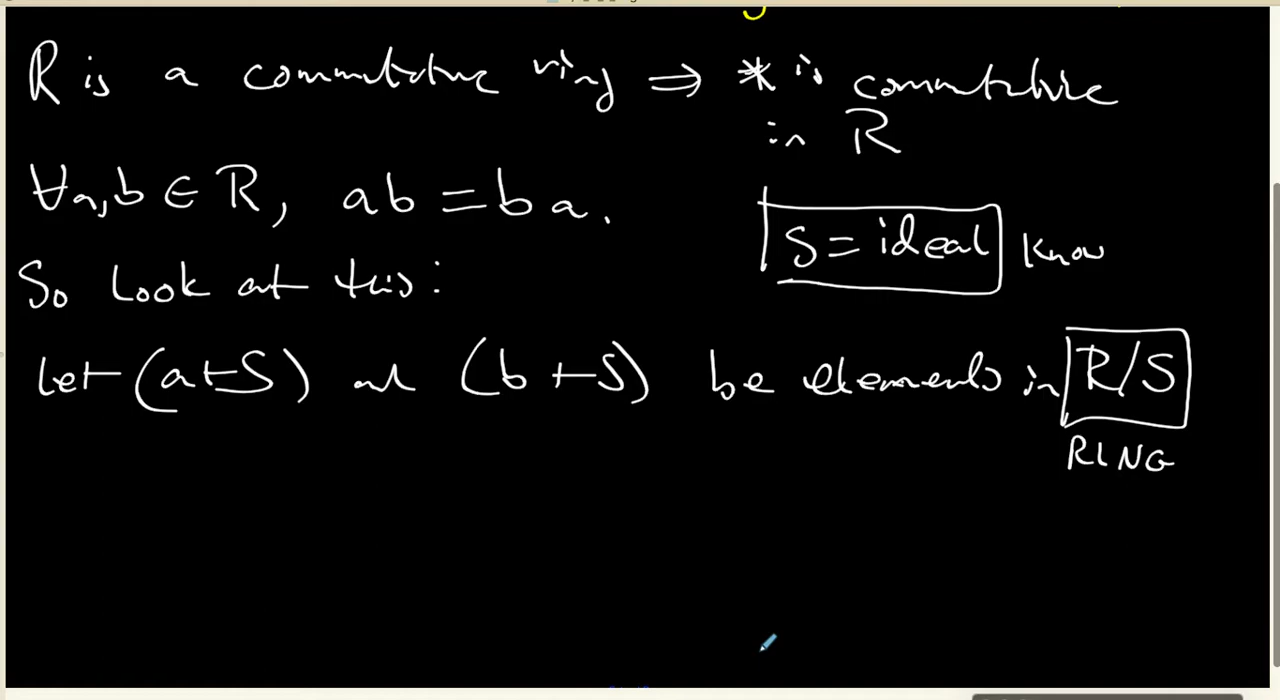 R is a commutative ring ⇒ * is commutative
in R
∀a,b ∈ R, ab = ba.
S = ideal Know
So Look at this:
Let (a+S) and (b+S) be elements in R/S
RING